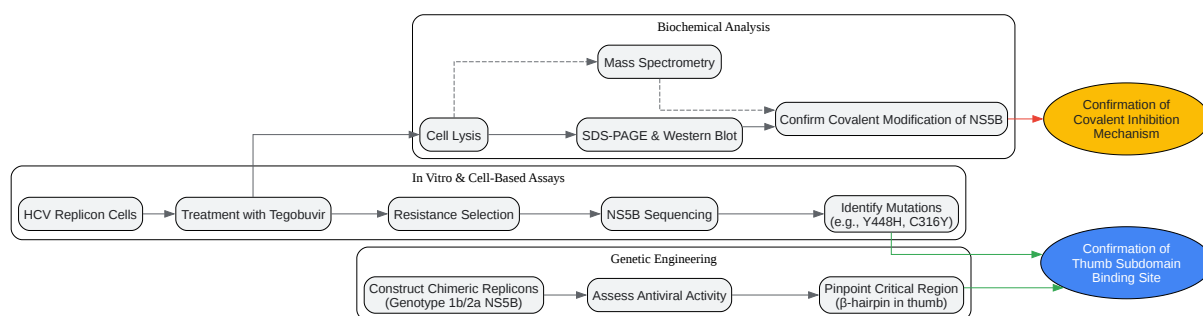 Biochemical Analysis
Mass Spectrometry
Cell Lysis
SDS-PAGE & Western Blot
Confirm Covalent Modification of NS5B
Confirmation of
Covalent Inhibition
Mechanism
In Vitro & Cell-Based Assays
HCV Replicon Cells
Treatment with Tegobuvir
Resistance Selection
NS5B Sequencing
Identify Mutations
(e.g., Y448H, C316Y)
Genetic Engineering
Construct Chimeric Replicons
(Genotype 1b/2a NS5B)
Assess Antiviral Activity
Pinpoint Critical Region
(β-hairpin in thumb)
Confirmation of
Thumb Subdomain
Binding Site